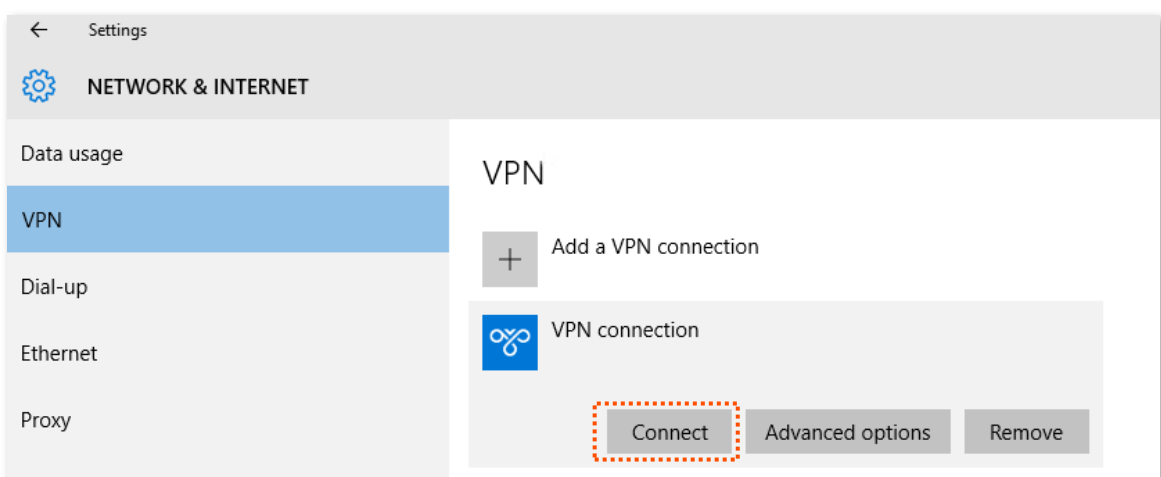 Settings
NETWORK & INTERNET
Data usage
VPN
Dial-up
Ethernet
Proxy
VPN
Add a VPN connection
VPN connection
Connect Advanced options Remove